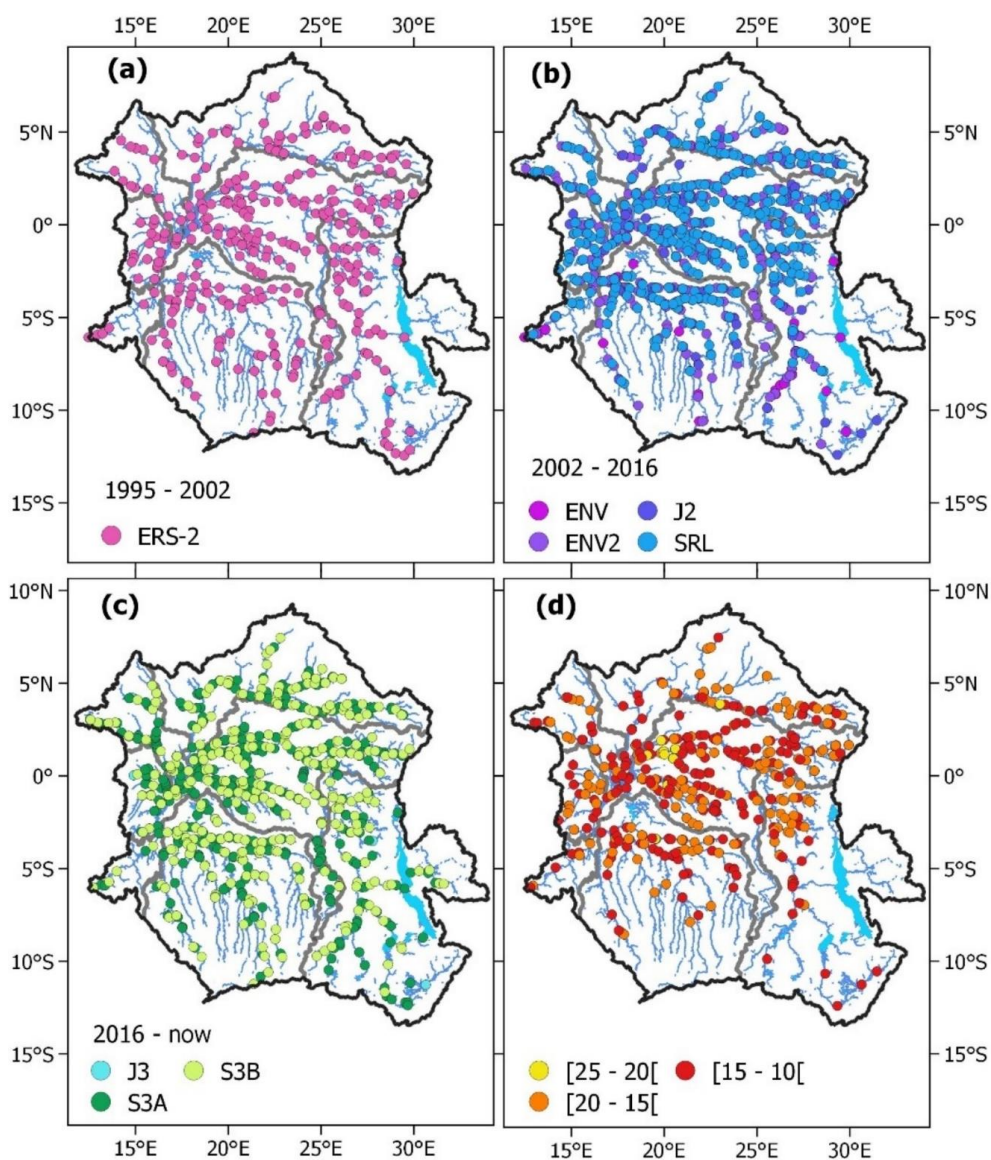 15°E 20°E 25°E 30°E 15°E 20°E 25°E 30°E
(a) (b)
5°N 5°N
0° 0°
5°S 5°S
10°S 10°S
1995 - 2002 2002 - 2016
15°S 15°S
ERS-2 ENV J2
ENV2 SRL
10°N 10°N
(c) (d)
5°N 5°N
0° 0°
5°S 5°S
10°S 10°S
2016 - now
15°S 15°S
J3 S3B [25 - 20[ [15 - 10[
S3A [20 - 15[
15°E 20°E 25°E 30°E 15°E 20°E 25°E 30°E